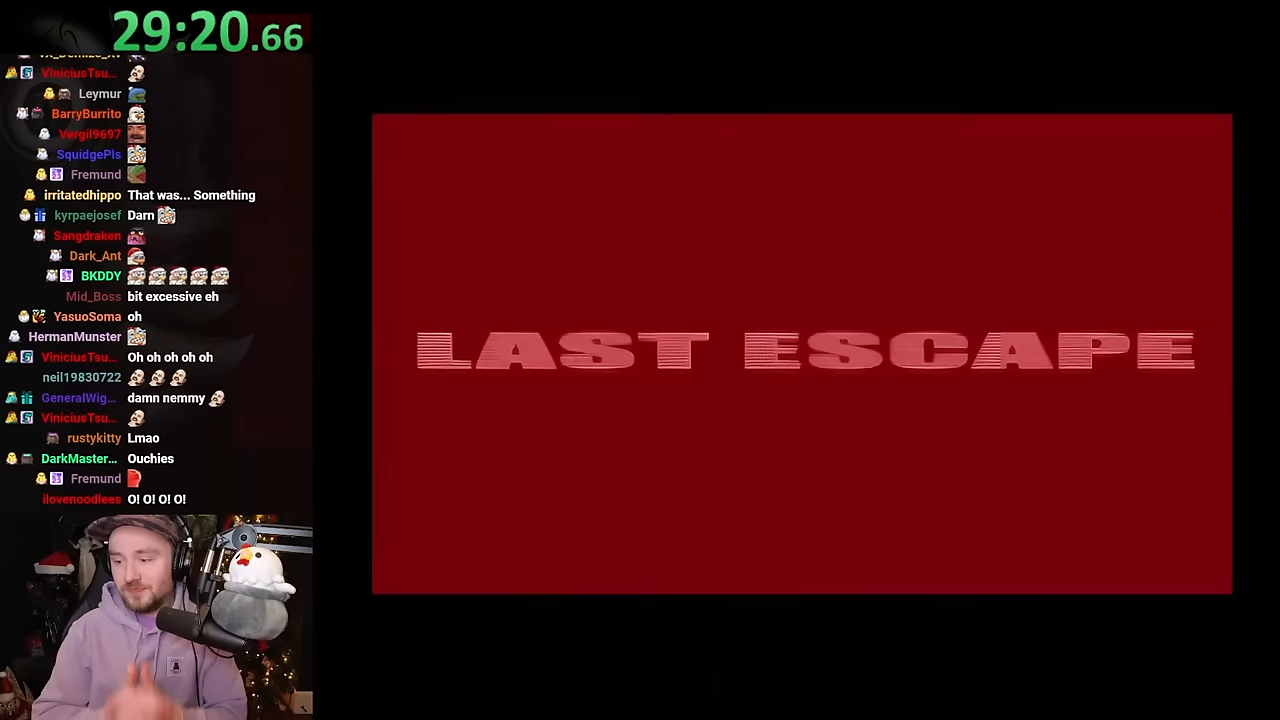 29:20.66
VX_Demize_XV
ViniciusTsu...
Leymur
BarryBurrito
Vergil9697
SquidgePls
Fremund
irritatedhippo That was... Something
kyrpaejosef Darn
Sangdraken
Dark_Ant
BKDDY
Mid_Boss bit excessive eh
YasuoSoma oh
HermanMunster
ViniciusTsu... Oh oh oh oh oh
neil19830722
GeneralWig... damn nemmy
ViniciusTsu...
rustykitty Lmao
DarkMaster... Ouchies
Fremund
ilovenoodlees O! O! O! O!
LAST ESCAPE